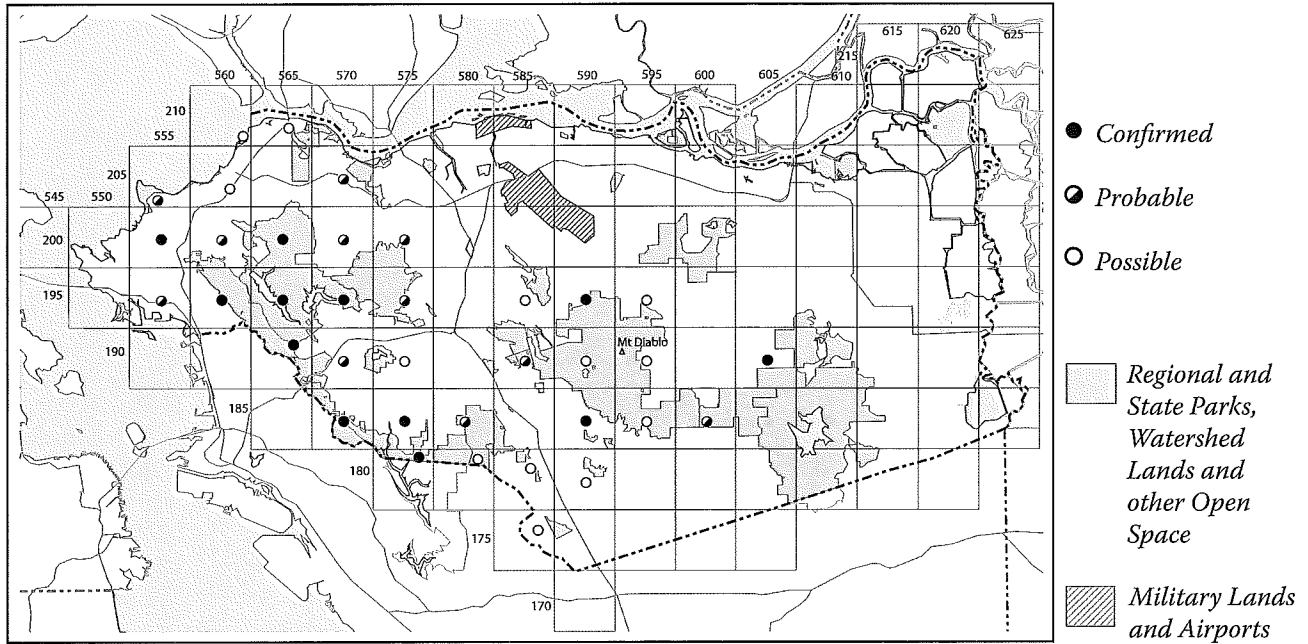 615
620
625
215
560
565
570
575
580
585
590
595
600
605
610
210
555
205
545
550
200
195
190
Mt Diablo
185
180
175
170
Confirmed
Probable
Possible
Regional and
State Parks,
Watershed
Lands and
other Open
Space
Military Lands
and Airports